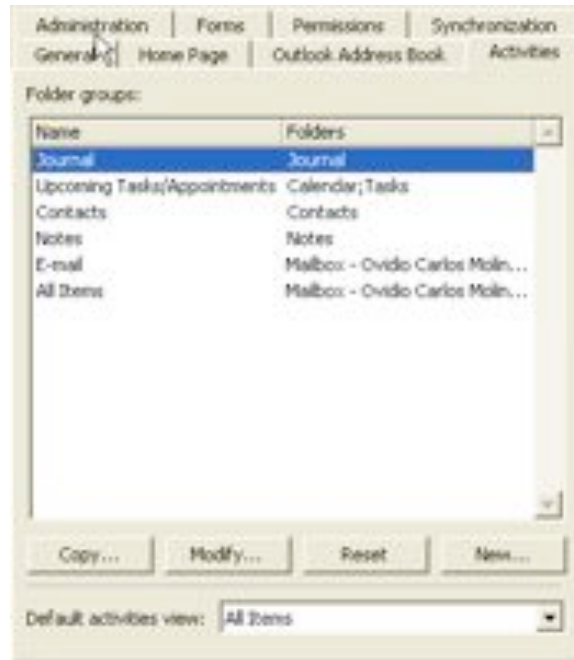 Administration Forms Permissions Synchronization
General Home Page Outlook Address Book Activities
Folder groups:
Name Folders
Journal Journal
Upcoming Tasks/Appointments Calendar;Tasks
Contacts Contacts
Notes Notes
E-mail Mailbox - Ovidio Carlos Molin...
All Items Mailbox - Ovidio Carlos Molin...
Copy... Modify... Reset New...
Default activities view: All Items